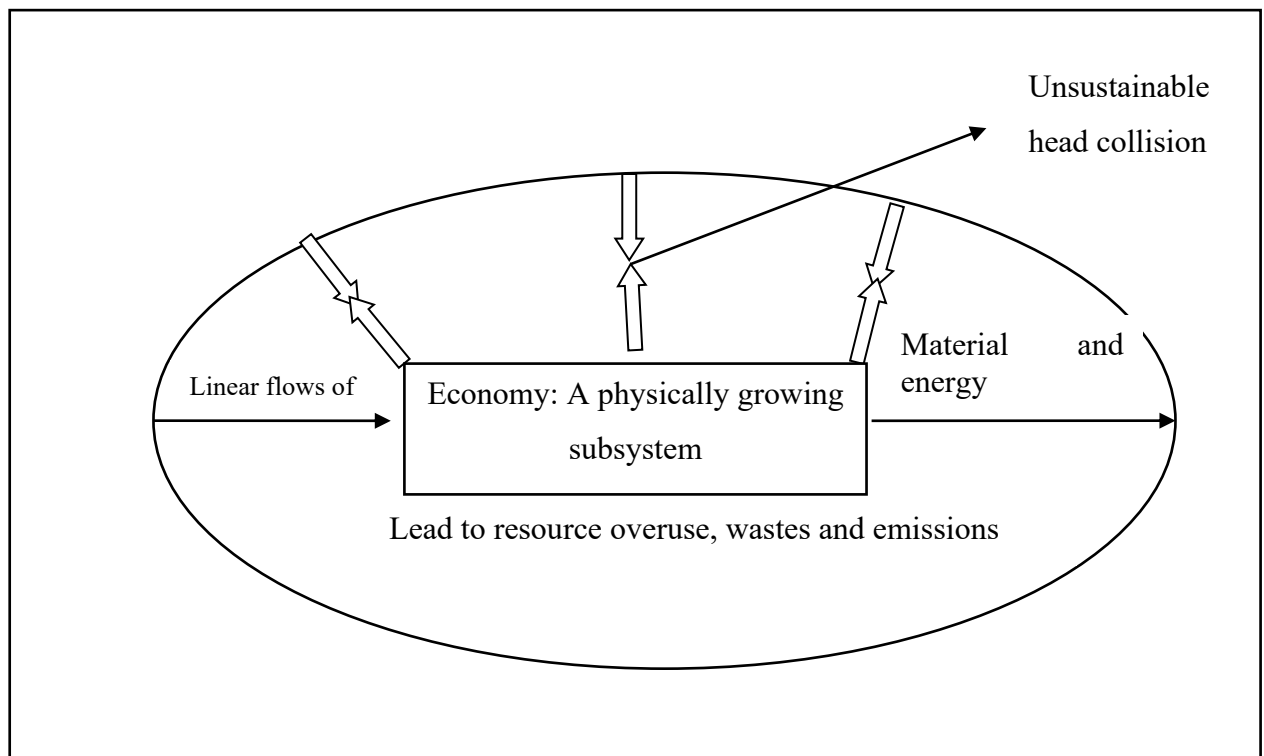 Unsustainable
head collision
Linear flows of
Economy: A physically growing
subsystem
Material and
energy
Lead to resource overuse, wastes and emissions